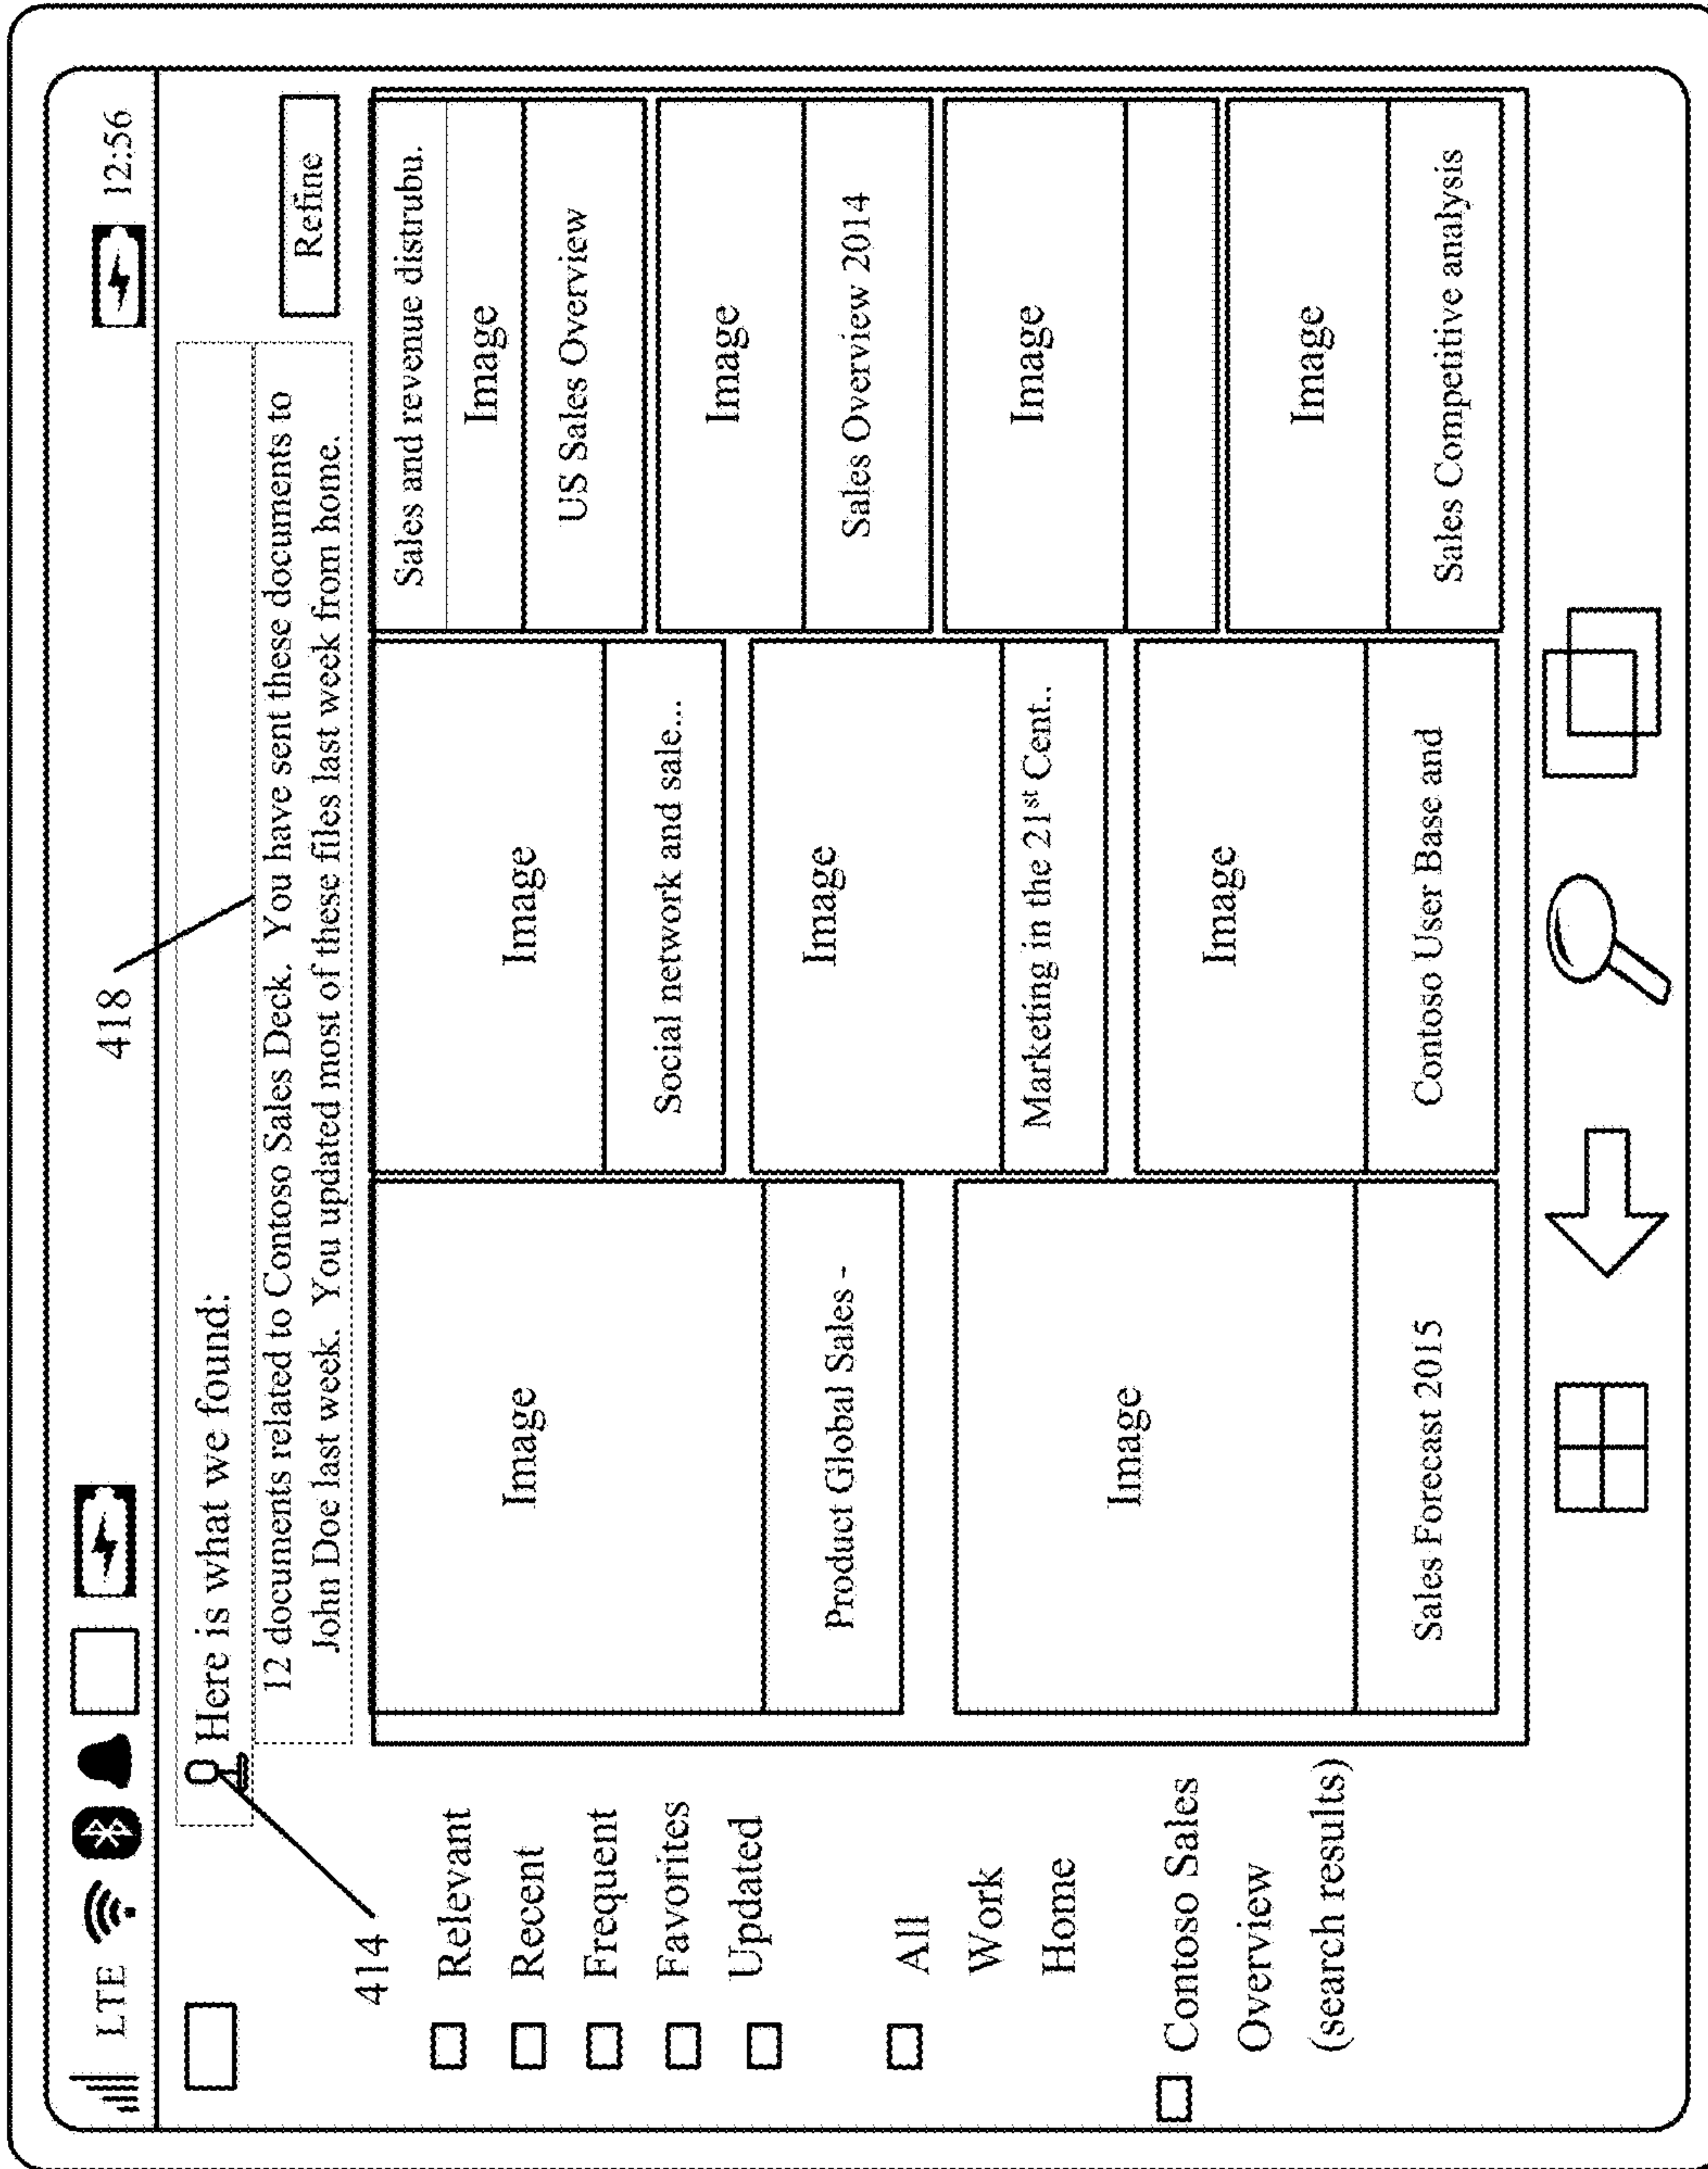 LTE
12:56
418
Here is what we found:
12 documents related to Contoso Sales Deck. You have sent these documents to
John Doe last week. You updated most of these files last week from home.
Refine
414
Relevant
Recent
Frequent
Favorites
Updated
All
Work
Home
Contoso Sales
Overview
(search results)
Image
Product Global Sales -
Image
Sales Forecast 2015
Image
Social network and sale...
Image
Marketing in the 21st Cent..
Image
Contoso User Base and
Sales and revenue distrubu.
Image
US Sales Overview
Image
Sales Overview 2014
Image
Image
Sales Competitive analysis